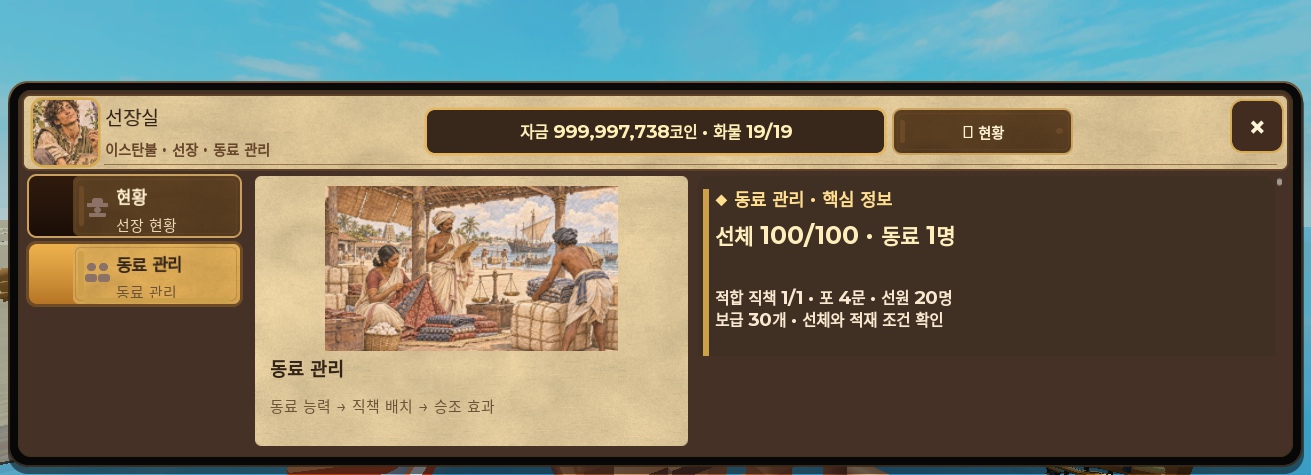 선장실
이스탄불 · 선장 · 동료 관리
자금 999,997,738코인 · 화물 19/19
현황
×
현황
선장 현황
동료 관리
동료 관리
동료 관리
동료 능력 → 직책 배치 → 승조 효과
◆ 동료 관리 · 핵심 정보
선체 100/100 · 동료 1명
적합 직책 1/1 · 포 4문 · 선원 20명
보급 30개 · 선체와 적재 조건 확인